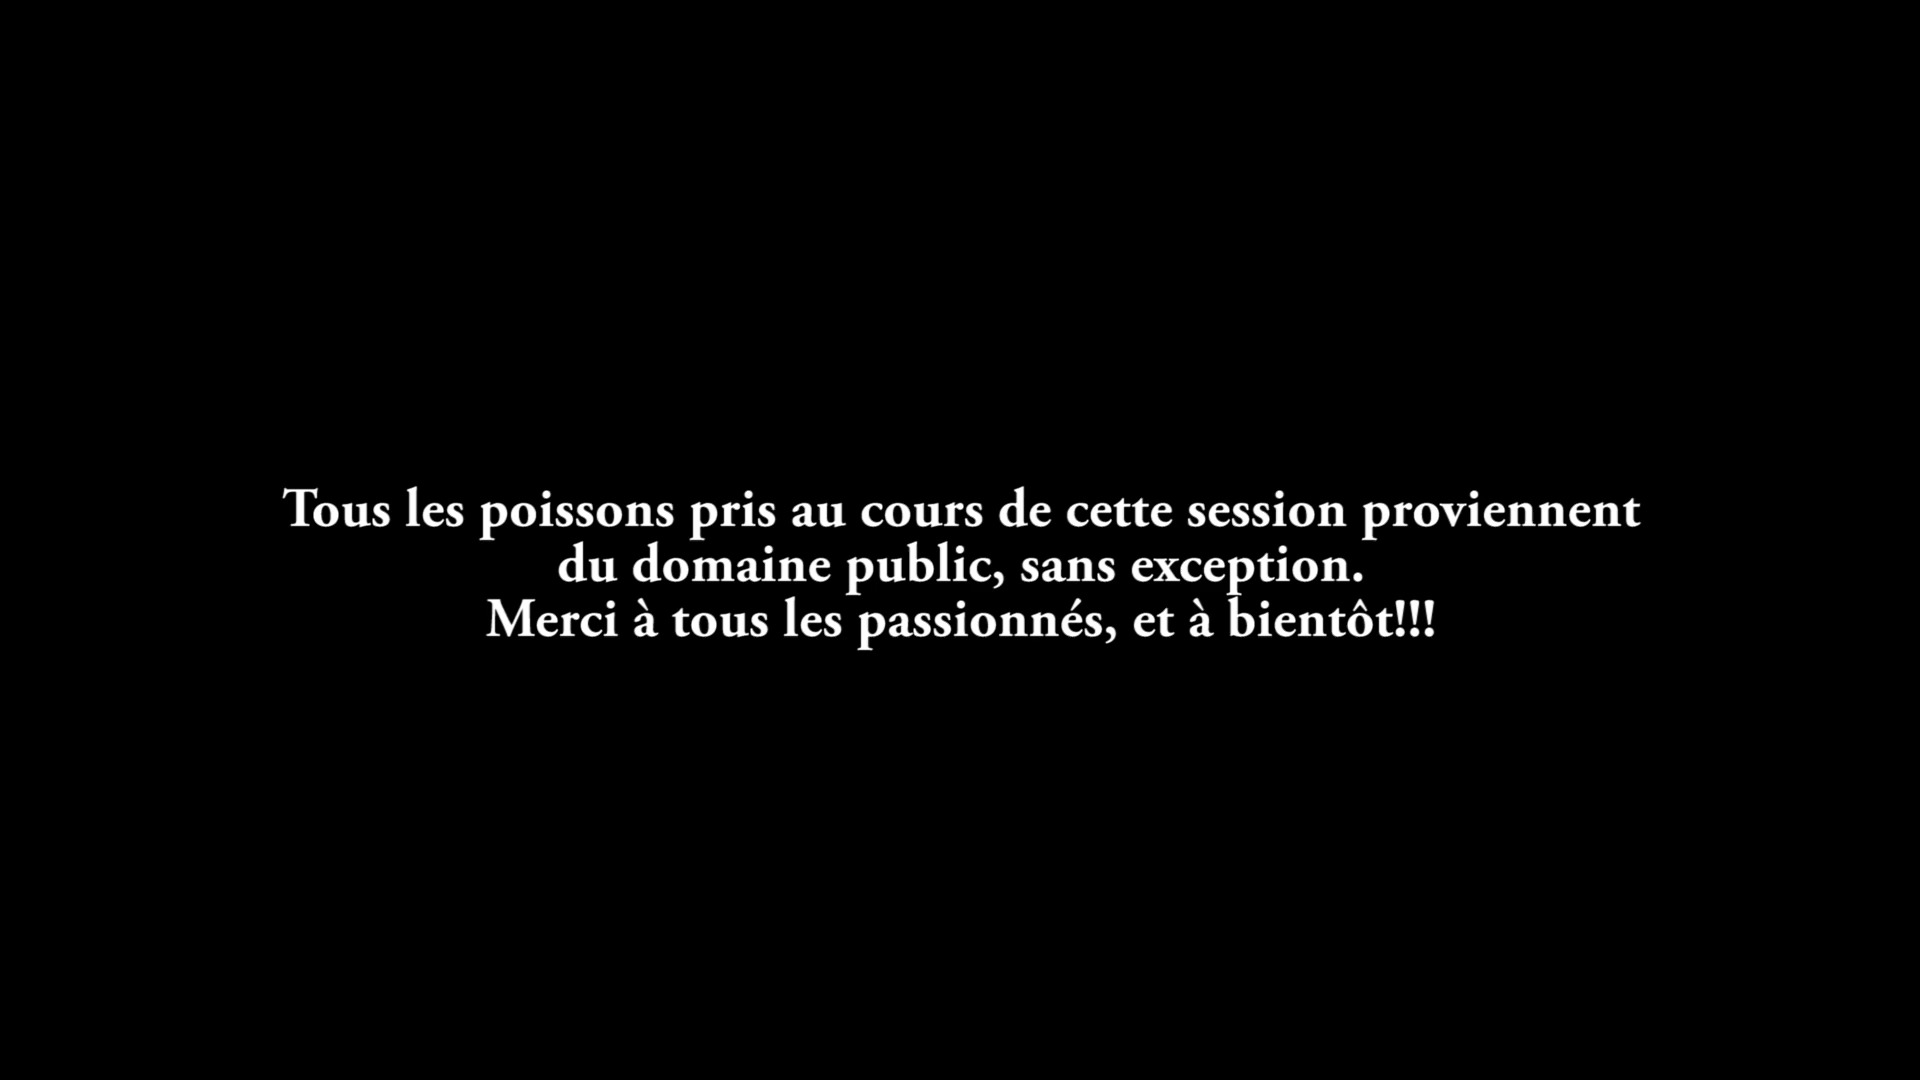 Tous les poissons pris au cours de cette session proviennent
du domaine public, sans exception.
Merci à tous les passionnés, et à bientôt!!!